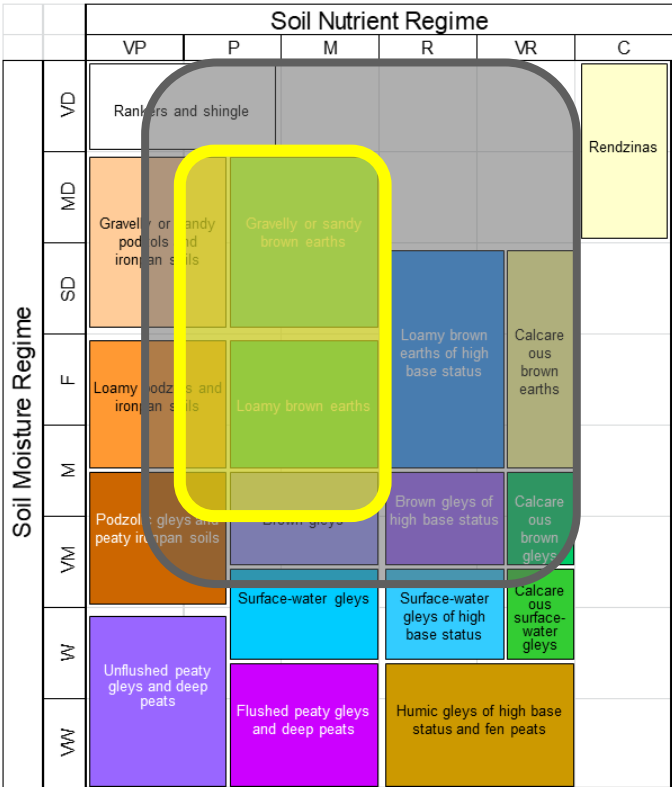 Soil Nutrient Regime
VP P M R VR C
Soil Moisture Regime
VD
MD
SD
F
M
VM
W
VW
Rankers and shingle
Rendzinas
Gravelly or sandy
podzols and
ironpan soils
Gravelly or sandy
brown earths
Loamy brown
earths of high
base status
Calcare
ous
brown
earths
Loamy podzols and
ironpan soils
Loamy brown earths
Podzolic gleys and
peaty ironpan soils
Brown gleys
Brown gleys of
high base status
Calcare
ous
brown
gleys
Surface-water gleys
Surface-water
gleys of high
base status
Calcare
ous
surface-
water
gleys
Unflushed peaty
gleys and deep
peats
Flushed peaty gleys
and deep peats
Humic gleys of high base
status and fen peats